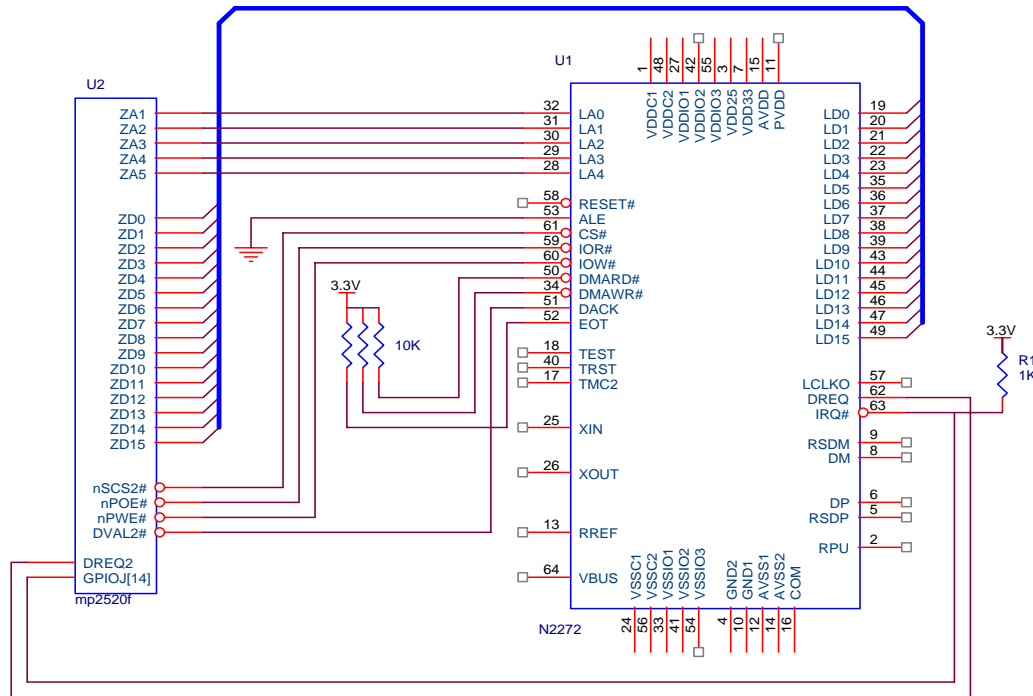 U2
ZA1
ZA2
ZA3
ZA4
ZA5
ZD0
ZD1
ZD2
ZD3
ZD4
ZD5
ZD6
ZD7
ZD8
ZD9
ZD10
ZD11
ZD12
ZD13
ZD14
ZD15
nSCS2#
nPOE#
nPWE#
DVAL2#
DREQ2
GPIOJ[14]
mp2520f
3.3V
10K
U1
1 48 27 42 55 3 7 15 11
VDDC1 VDDC2 VDDIO1 VDDIO2 VDDIO3 VDD25 VDD33 AVDD PVDD
32 LA0
31 LA1
30 LA2
29 LA3
28 LA4
58 RESET#
53 ALE
61 CS#
59 IOR#
60 IOW#
50 DMARD#
34 DMAWR#
51 DACK
52 EOT
18 TEST
40 TRST
17 TMC2
25 XIN
26 XOUT
13 RREF
64 VBUS
LD0 19
LD1 20
LD2 21
LD3 22
LD4 23
LD5 35
LD6 36
LD7 37
LD8 38
LD9 39
LD10 43
LD11 44
LD12 45
LD13 46
LD14 47
LD15 49
LCLKO 57
DREQ 62
IRQ# 63
RSDM 9
DM 8
DP 6
RSDP 5
RPU 2
VSSC1 VSSC2 VSSIO1 VSSIO2 VSSIO3 GND2 GND1 AVSS1 AVSS2 COM
24 56 33 41 54 4 10 12 14 16
N2272
3.3V
R1
1K